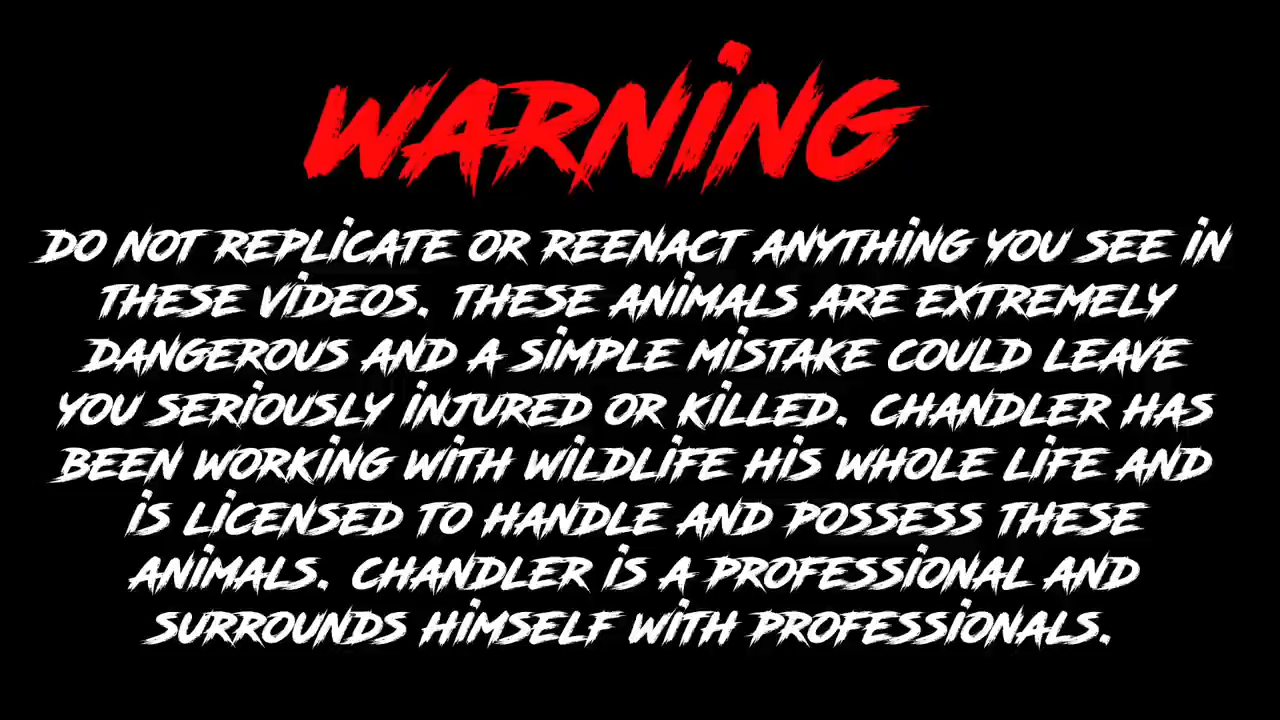 WARNING
DO NOT REPLICATE OR REENACT ANYTHING YOU SEE IN
THESE VIDEOS. THESE ANIMALS ARE EXTREMELY
DANGEROUS AND A SIMPLE MISTAKE COULD LEAVE
YOU SERIOUSLY INJURED OR KILLED. CHANDLER HAS
BEEN WORKING WITH WILDLIFE HIS WHOLE LIFE AND
IS LICENSED TO HANDLE AND POSSESS THESE
ANIMALS. CHANDLER IS A PROFESSIONAL AND
SURROUNDS HIMSELF WITH PROFESSIONALS.